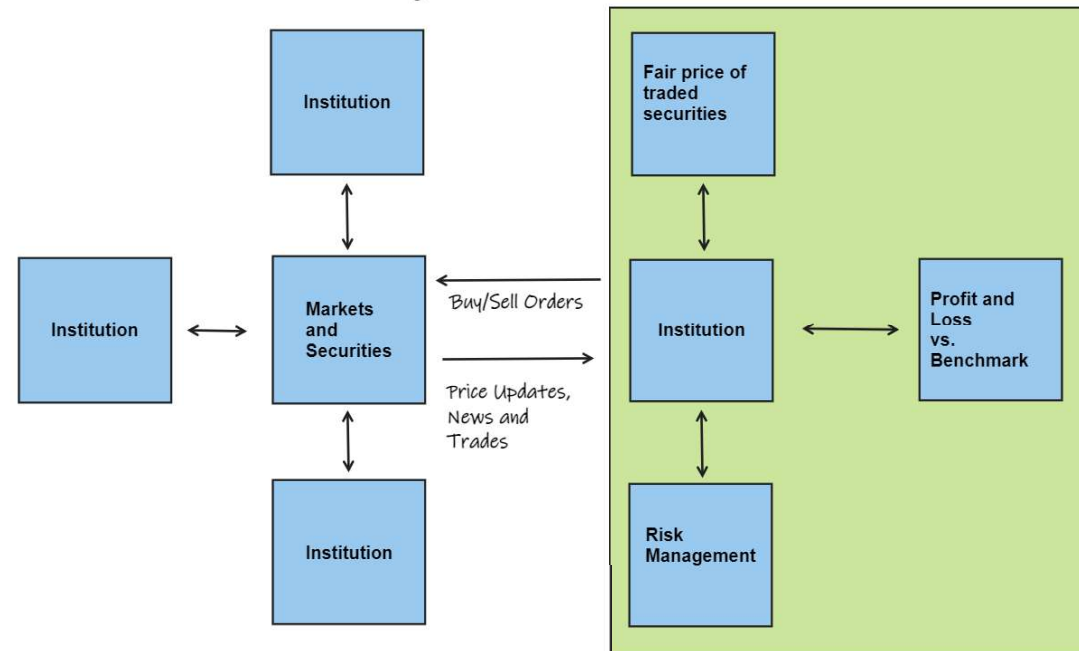 Institution
Fair price of
traded
securities
Institution
Markets
and
Securities
Buy/Sell Orders
Price Updates,
News and
Trades
Institution
Profit and
Loss
vs.
Benchmark
Institution
Risk
Management